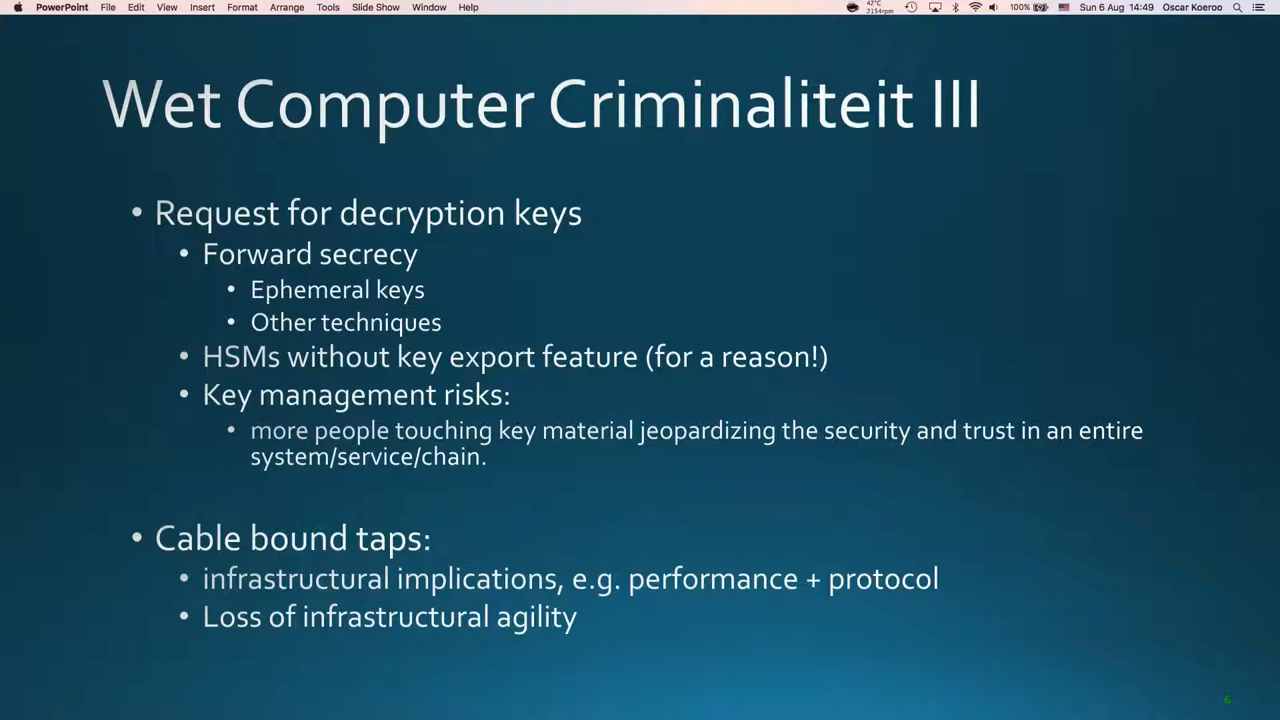 PowerPoint File Edit View Insert Format Arrange Tools Slide Show Window Help 42°C 2154rpm 100% Sun 6 Aug 14:49 Oscar Koeroo
Wet Computer Criminaliteit III
• Request for decryption keys
• Forward secrecy
• Ephemeral keys
• Other techniques
• HSMs without key export feature (for a reason!)
• Key management risks:
• more people touching key material jeopardizing the security and trust in an entire
system/service/chain.
• Cable bound taps:
• infrastructural implications, e.g. performance + protocol
• Loss of infrastructural agility
6